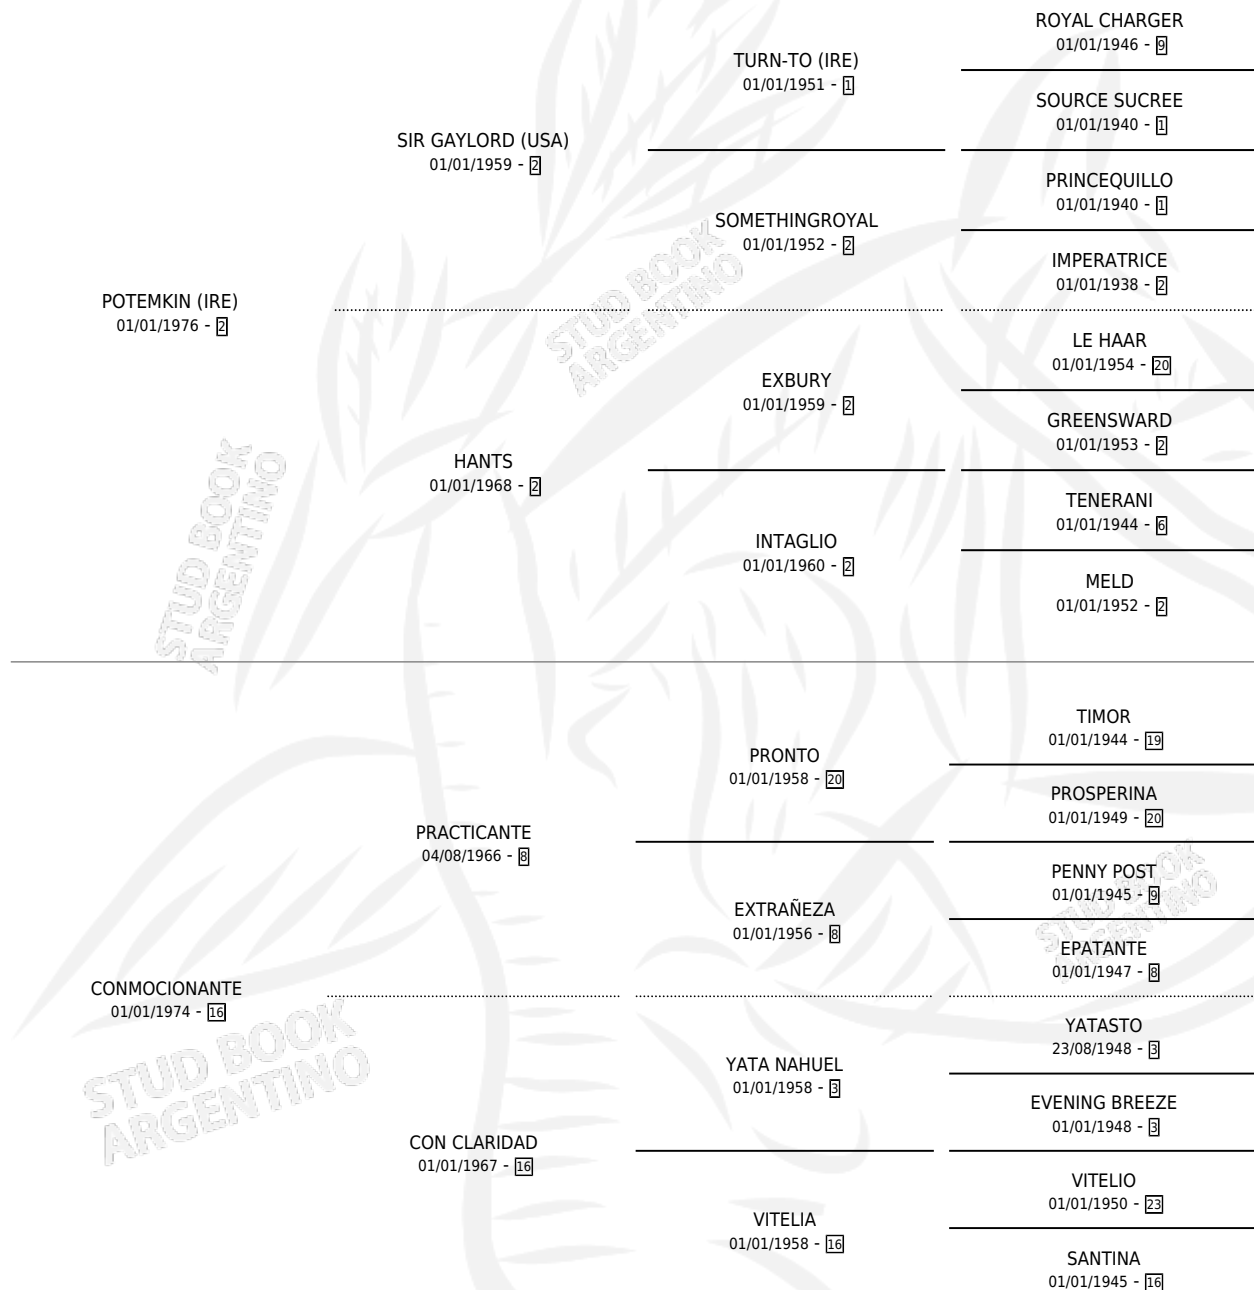 POTEMKIN (IRE)
01/01/1976 - 2
SIR GAYLORD (USA)
01/01/1959 - 2
HANTS
01/01/1968 - 2
TURN-TO (IRE)
01/01/1951 - 1
SOMETHINGROYAL
01/01/1952 - 2
EXBURY
01/01/1959 - 2
INTAGLIO
01/01/1960 - 2
ROYAL CHARGER
01/01/1946 - 9
SOURCE SUCREE
01/01/1940 - 1
PRINCEQUILLO
01/01/1940 - 1
IMPERATRICE
01/01/1938 - 2
LE HAAR
01/01/1954 - 20
GREENSWARD
01/01/1953 - 2
TENERANI
01/01/1944 - 6
MELD
01/01/1952 - 2
CONMOCIONANTE
01/01/1974 - 16
PRACTICANTE
04/08/1966 - 8
CON CLARIDAD
01/01/1967 - 16
PRONTO
01/01/1958 - 20
EXTRAÑEZA
01/01/1956 - 8
YATA NAHUEL
01/01/1958 - 3
VITELIA
01/01/1958 - 16
TIMOR
01/01/1944 - 19
PROSPERINA
01/01/1949 - 20
PENNY POST
01/01/1945 - 9
EPATANTE
01/01/1947 - 8
YATASTO
23/08/1948 - 3
EVENING BREEZE
01/01/1948 - 3
VITELIO
01/01/1950 - 23
SANTINA
01/01/1945 - 16
STUD BOOK
ARGENTINO
STUD BOOK
ARGENTINO
STUD BOOK
ARGENTINO
STUD BOOK
ARGENTINO